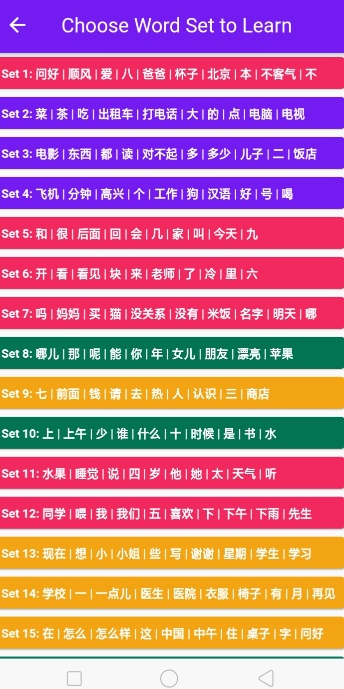 Choose Word Set to Learn
Set 1: 问好 | 顺风 | 爱 | 八 | 爸爸 | 杯子 | 北京 | 本 | 不客气 | 不
Set 2: 菜 | 茶 | 吃 | 出租车 | 打电话 | 大 | 的 | 点 | 电脑 | 电视
Set 3: 电影 | 东西 | 都 | 读 | 对不起 | 多 | 多少 | 儿子 | 二 | 饭店
Set 4: 飞机 | 分钟 | 高兴 | 个 | 工作 | 狗 | 汉语 | 好 | 号 | 喝
Set 5: 和 | 很 | 后面 | 回 | 会 | 几 | 家 | 叫 | 今天 | 九
Set 6: 开 | 看 | 看见 | 块 | 来 | 老师 | 了 | 冷 | 里 | 六
Set 7: 吗 | 妈妈 | 买 | 猫 | 没关系 | 没有 | 米饭 | 名字 | 明天 | 哪
Set 8: 哪儿 | 那 | 呢 | 能 | 你 | 年 | 女儿 | 朋友 | 漂亮 | 苹果
Set 9: 七 | 前面 | 钱 | 请 | 去 | 热 | 人 | 认识 | 三 | 商店
Set 10: 上 | 上午 | 少 | 谁 | 什么 | 十 | 时候 | 是 | 书 | 水
Set 11: 水果 | 睡觉 | 说 | 四 | 岁 | 他 | 她 | 太 | 天气 | 听
Set 12: 同学 | 喂 | 我 | 我们 | 五 | 喜欢 | 下 | 下午 | 下雨 | 先生
Set 13: 现在 | 想 | 小 | 小姐 | 些 | 写 | 谢谢 | 星期 | 学生 | 学习
Set 14: 学校 | 一 | 一点儿 | 医生 | 医院 | 衣服 | 椅子 | 有 | 月 | 再见
Set 15: 在 | 怎么 | 怎么样 | 这 | 中国 | 中午 | 住 | 桌子 | 字 | 问好